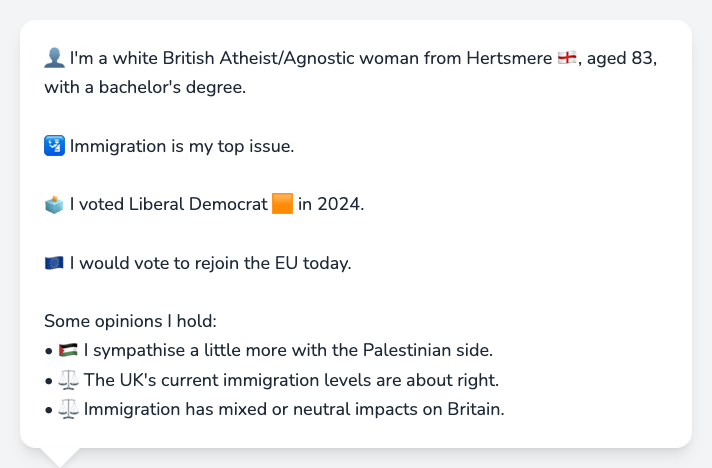 👤 I'm a white British Atheist/Agnostic woman from Hertsmere 🏴󠁧󠁢󠁥󠁮󠁧󠁿, aged 83,
with a bachelor's degree.
🛂 Immigration is my top issue.
🗳️ I voted Liberal Democrat 🟧 in 2024.
🇪🇺 I would vote to rejoin the EU today.
Some opinions I hold:
• 🇵🇸 I sympathise a little more with the Palestinian side.
• ⚖️ The UK's current immigration levels are about right.
• ⚖️ Immigration has mixed or neutral impacts on Britain.